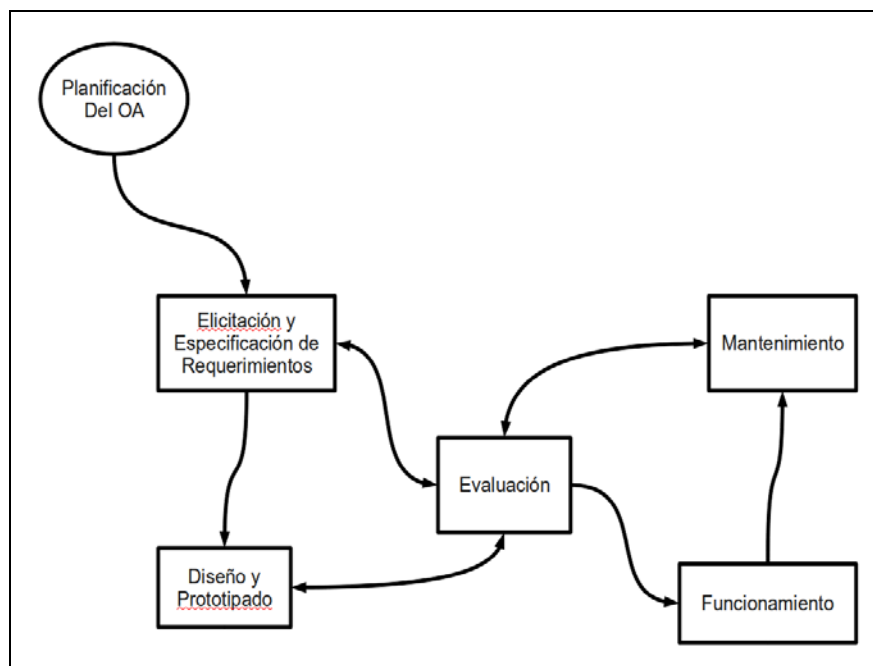 Planificación
Del OA
Elicitación y
Especificación de
Requerimientos
Mantenimiento
Evaluación
Diseño y
Prototipado
Funcionamiento